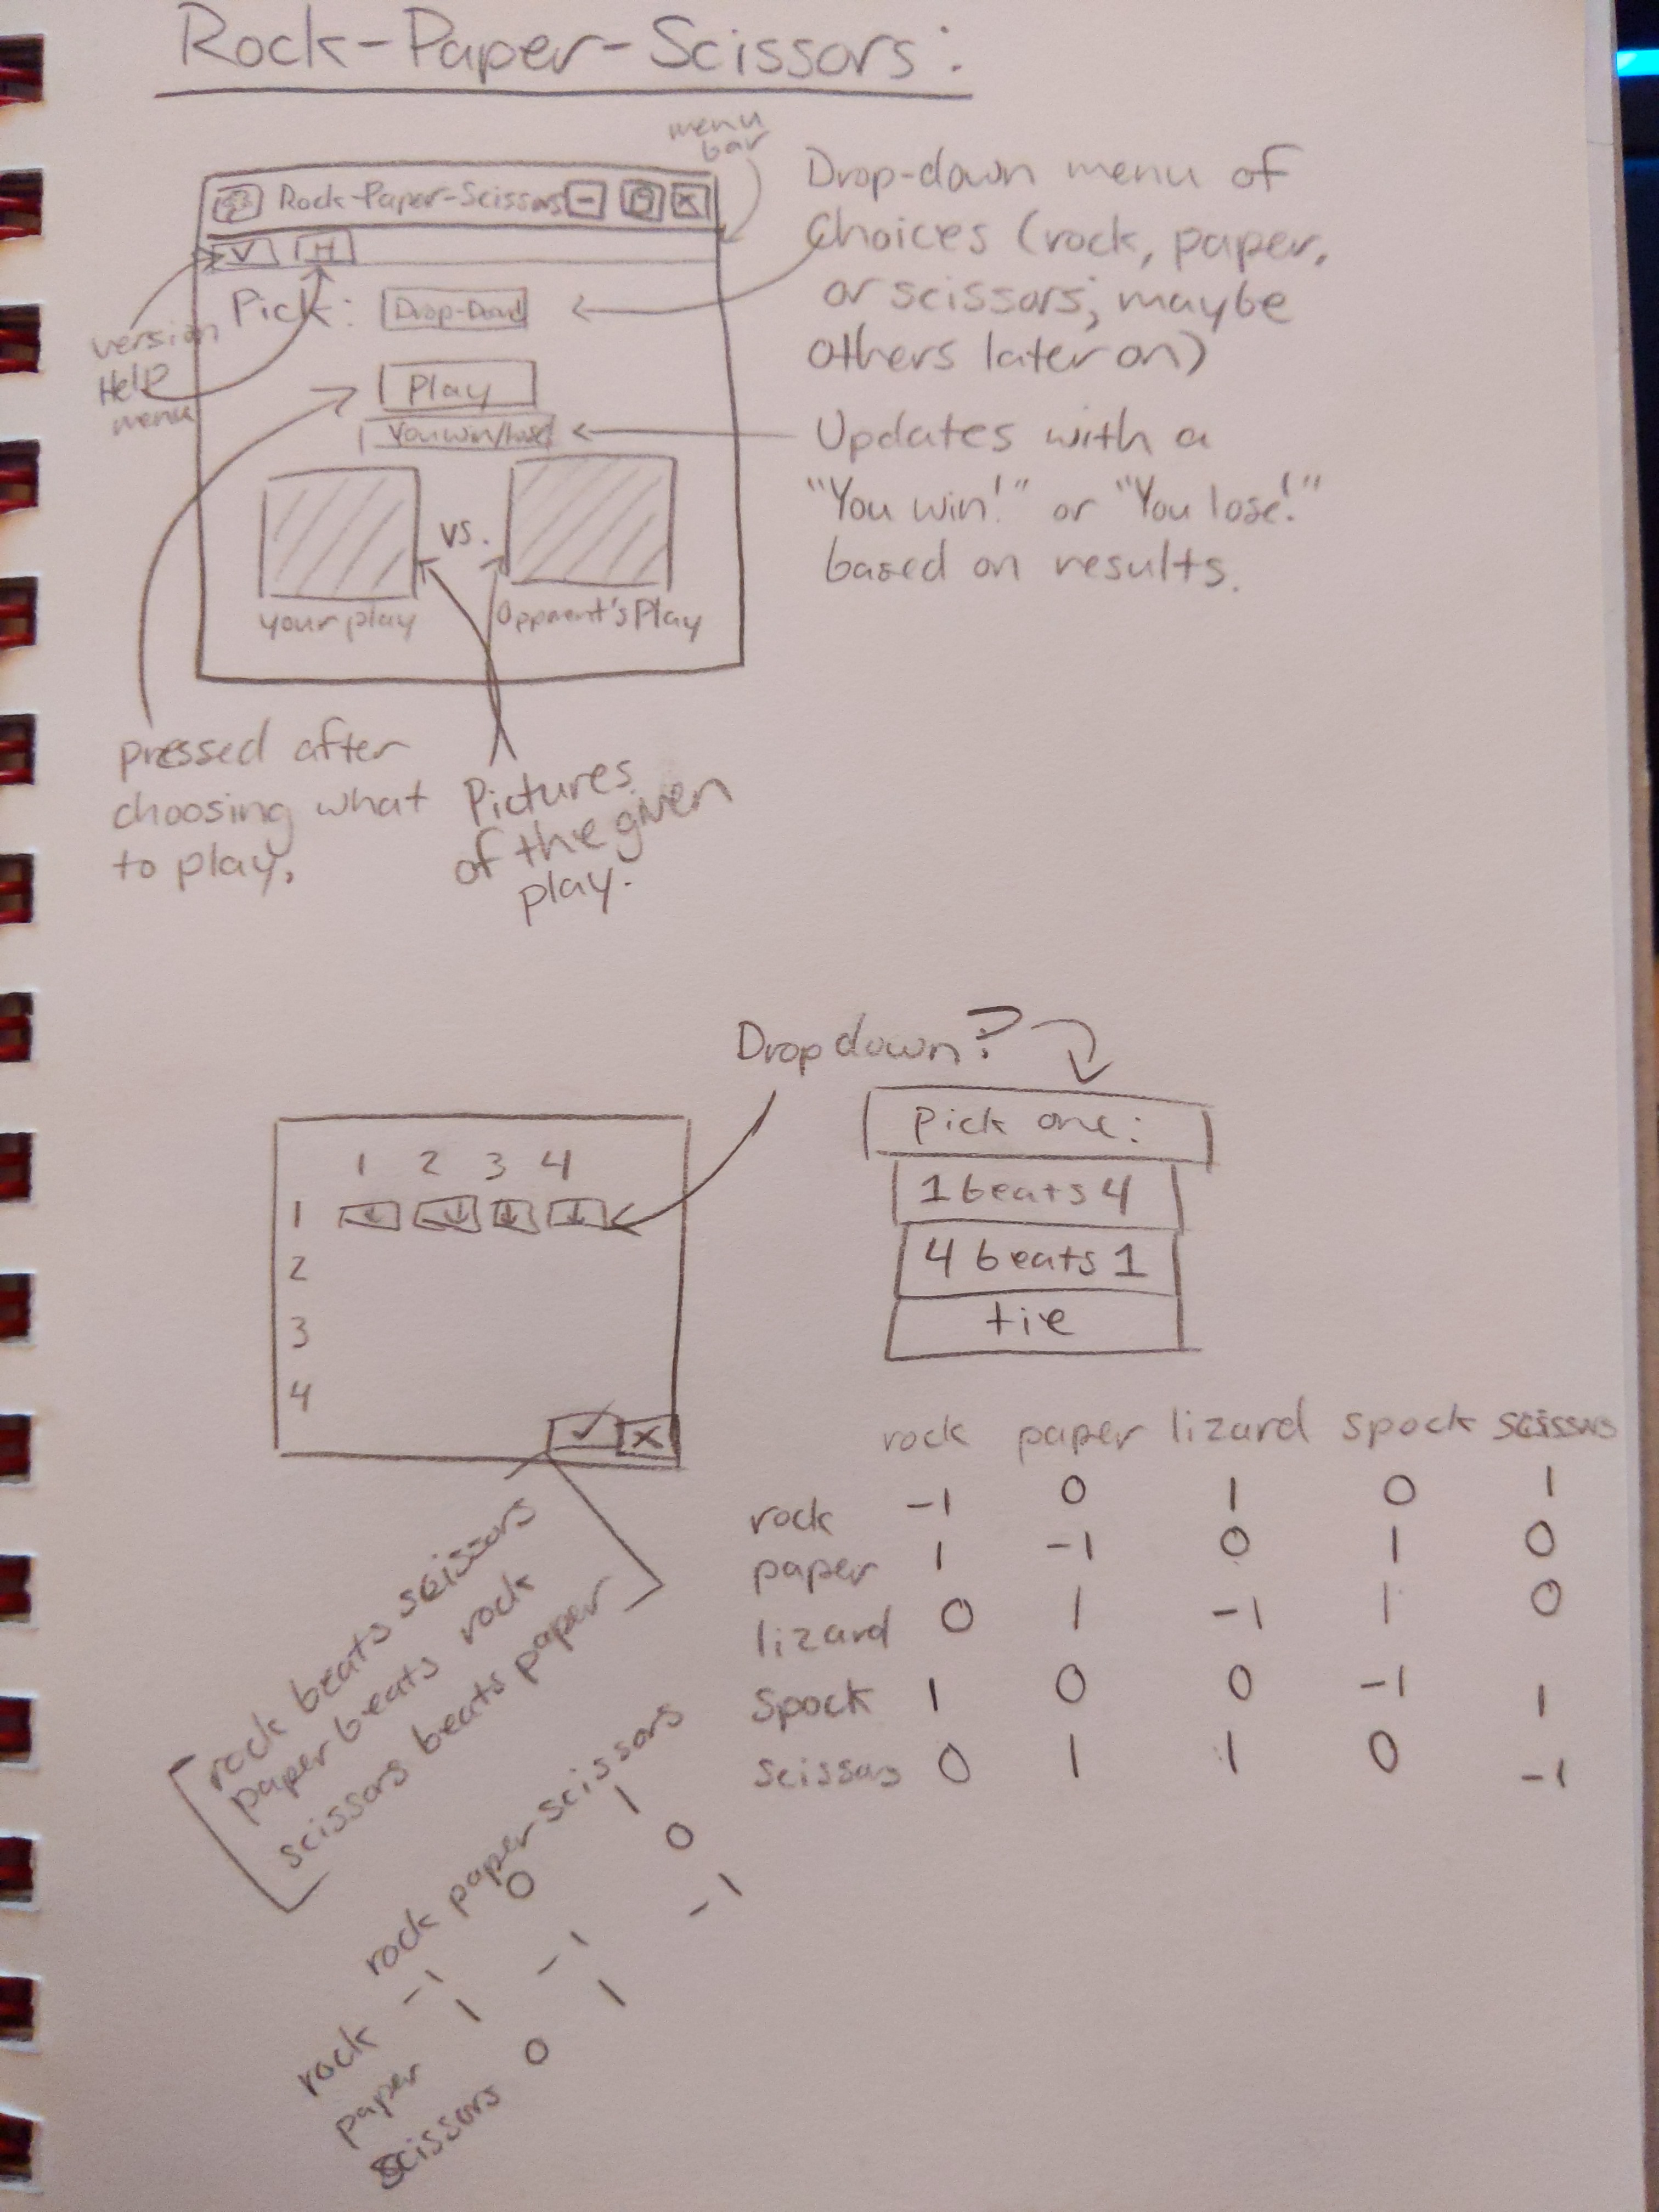 Rock-Paper-Scissors:
menu
bar
Rock-Paper-Scissors - X
V H
Pick: Drop-Down
version
Help
menu
Play
You win/lose
vs.
your play
Opponent's Play
Drop-down menu of
choices (rock, paper,
or scissors; maybe
others later on)
Updates with a
"You win!" or "You lose!"
based on results.
pressed after
choosing what
to play.
Pictures
of the given
play.
Dropdown?
1 2 3 4
1
2
3
4
✓ X
Pick one:
1 beats 4
4 beats 1
tie
rock beats scissors
paper beats rock
scissors beats paper
rock paper scissors
rock -1 0 1
paper 1 -1 0
scissors 0 1 -1
rock paper lizard spock scissors
rock -1 0 1 0 1
paper 1 -1 0 1 0
lizard 0 1 -1 1 0
Spock 1 0 0 -1 1
scissors 0 1 1 0 -1